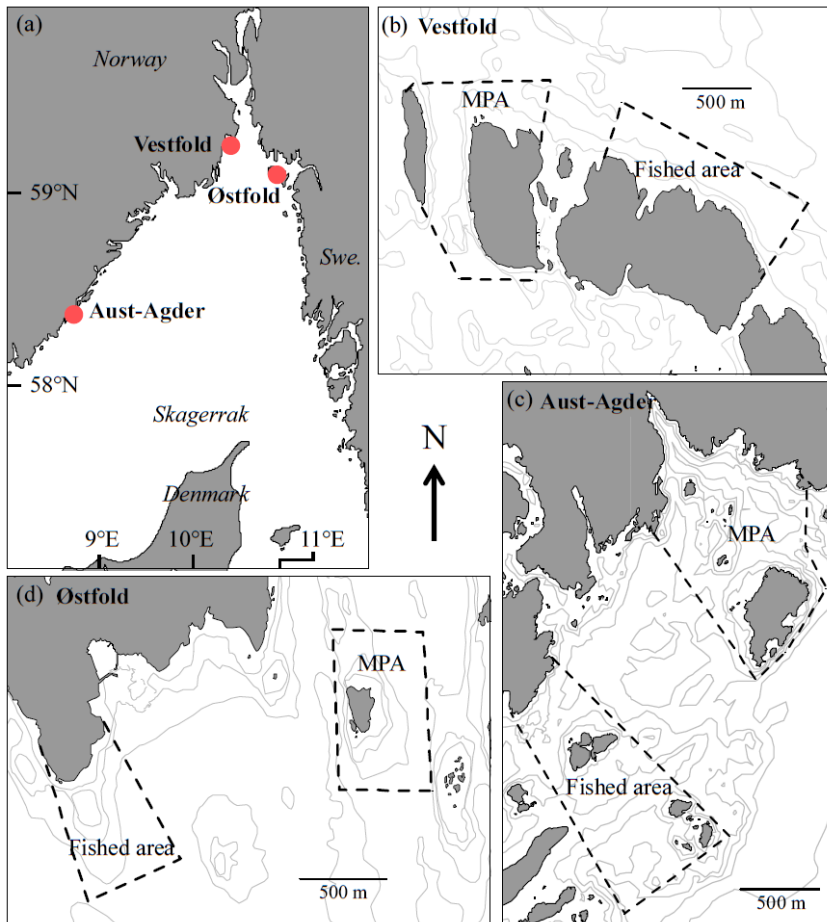 (a)
Norway
Vestfold
Østfold
59°N
Swe.
Aust-Agder
58°N
Skagerrak
Denmark
9°E
10°E
11°E
(b) Vestfold
MPA
500 m
Fished area
N
(c) Aust-Agder
MPA
Fished area
500 m
(d) Østfold
MPA
Fished area
500 m